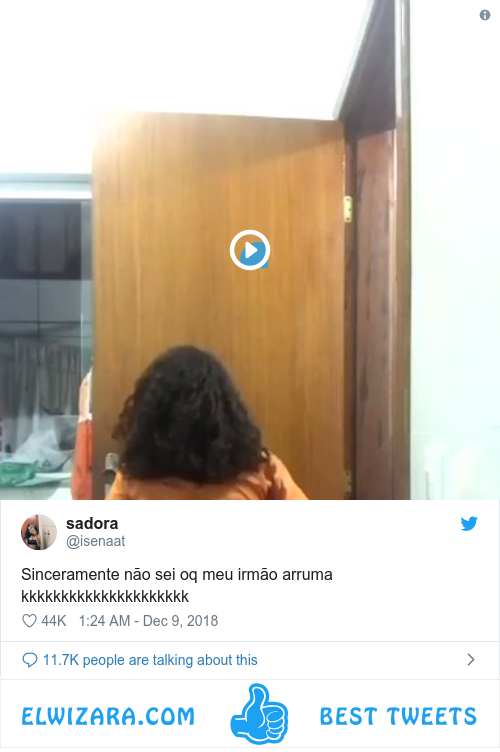 sadora
@isenaat
Sinceramente não sei oq meu irmão arruma
kkkkkkkkkkkkkkkkkkkkk
44K 1:24 AM - Dec 9, 2018
11.7K people are talking about this
ELWIZARA.COM BEST TWEETS